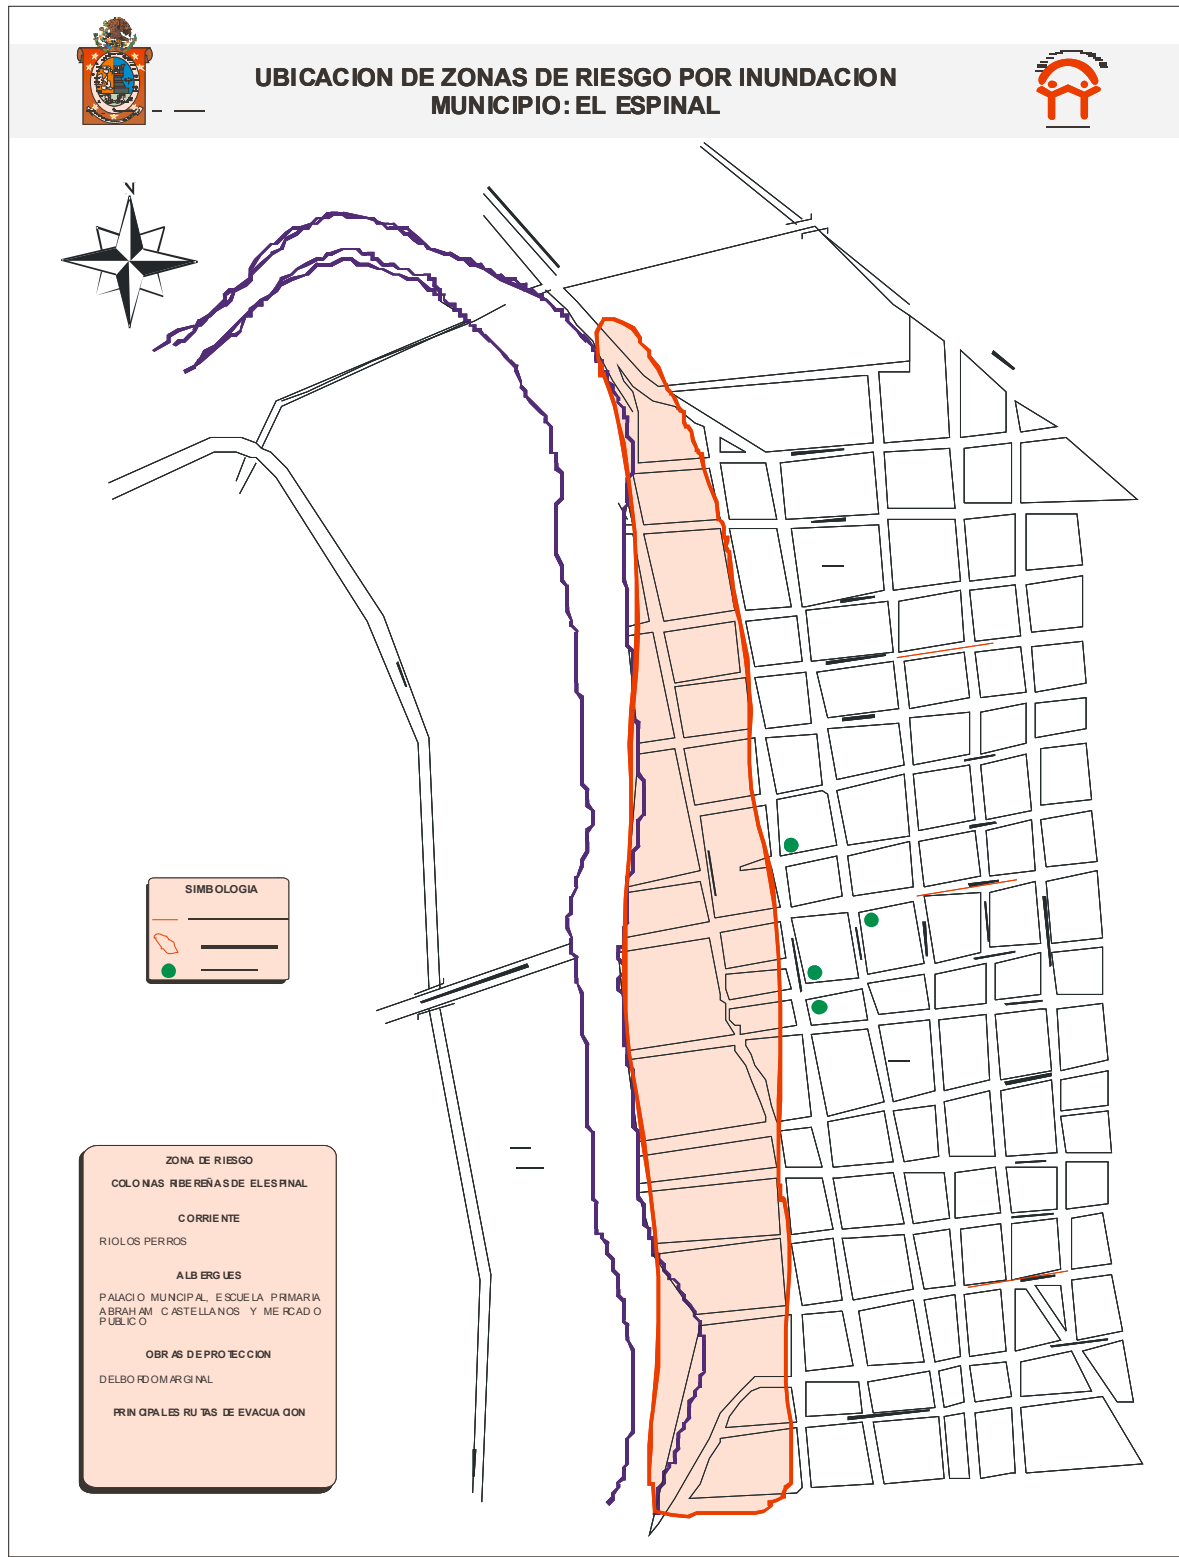 UBICACION DE ZONAS DE RIESGO POR INUNDACION
MUNICIPIO: EL ESPINAL
N
SIMBOLOGIA
ZONA DE RIESGO
COLONIAS RIBEREÑAS DE EL ESPINAL
CORRIENTE
RIO LOS PERROS
ALBERGUES
PALACIO MUNICIPAL, ESCUELA PRIMARIA
ABRAHAM CASTELLANOS Y MERCADO
PUBLICO
OBRAS DE PROTECCION
DELBORDO MARGINAL
PRINCIPALES RUTAS DE EVACUACION